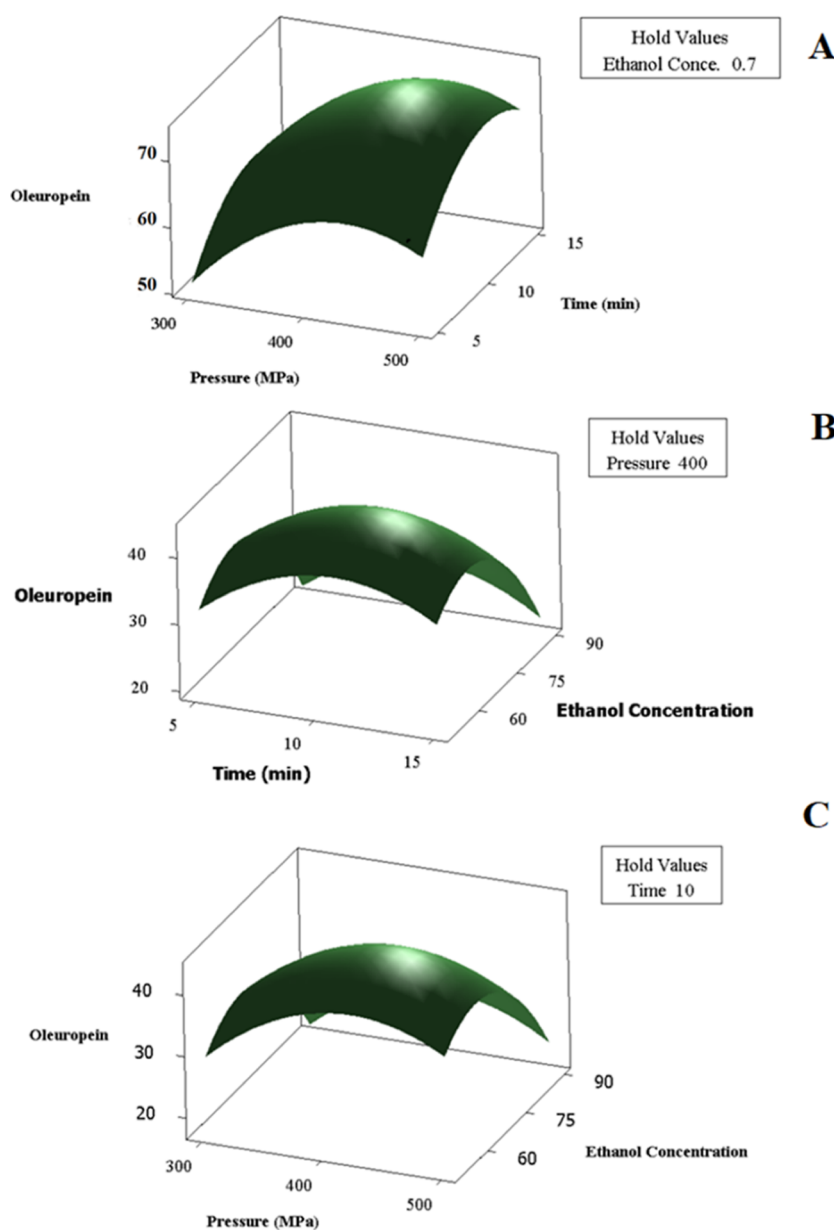 A
Hold Values
Ethanol Conce. 0.7
70
60
50
Oleuropein
300
400
500
Pressure (MPa)
5
10
15
Time (min)
B
Hold Values
Pressure 400
40
30
20
Oleuropein
5
10
15
Time (min)
60
75
90
Ethanol Concentration
C
Hold Values
Time 10
40
30
20
Oleuropein
300
400
500
Pressure (MPa)
60
75
90
Ethanol Concentration